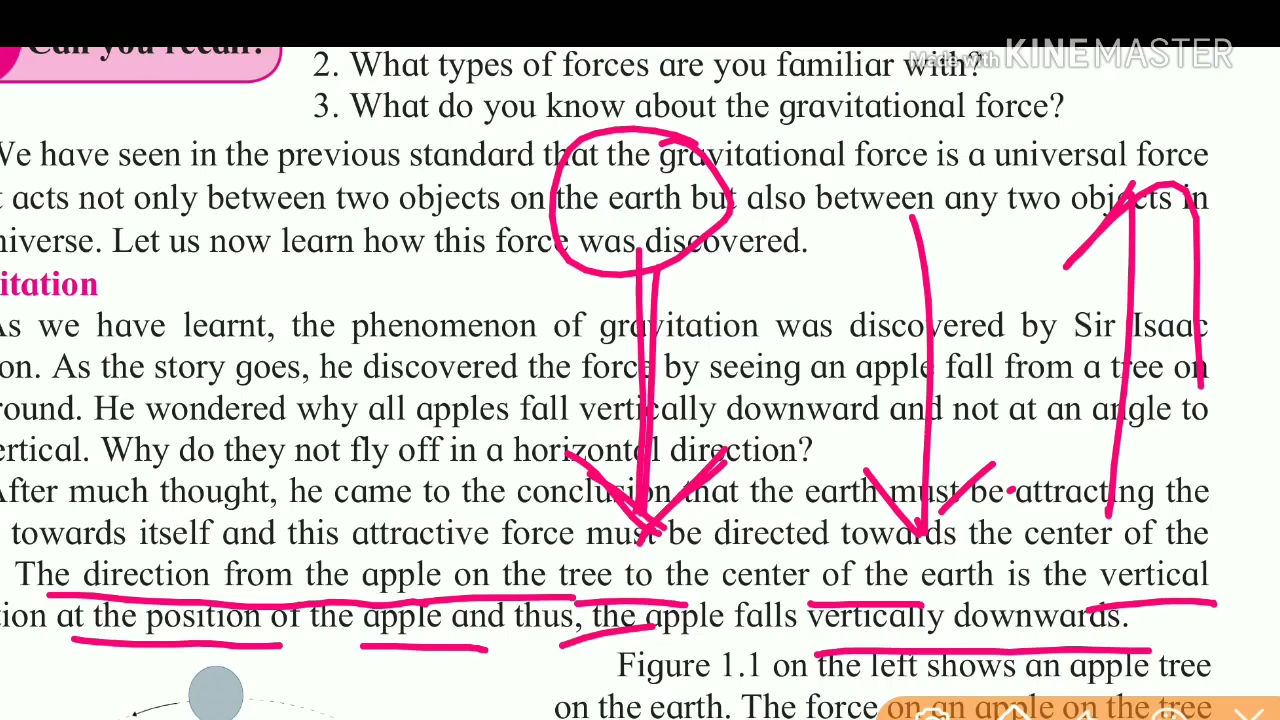 Can you recall?
Made with KINEMASTER
2. What types of forces are you familiar with?
3. What do you know about the gravitational force?
We have seen in the previous standard that the gravitational force is a universal force
acts not only between two objects on the earth but also between any two objects in
niverse. Let us now learn how this force was discovered.
itation
As we have learnt, the phenomenon of gravitation was discovered by Sir Isaac
on. As the story goes, he discovered the force by seeing an apple fall from a tree on
round. He wondered why all apples fall vertically downward and not at an angle to
ertical. Why do they not fly off in a horizontal direction?
After much thought, he came to the conclusion that the earth must be attracting the
towards itself and this attractive force must be directed towards the center of the
The direction from the apple on the tree to the center of the earth is the vertical
tion at the position of the apple and thus, the apple falls vertically downwards.
Figure 1.1 on the left shows an apple tree
on the earth. The force on an apple on the tree